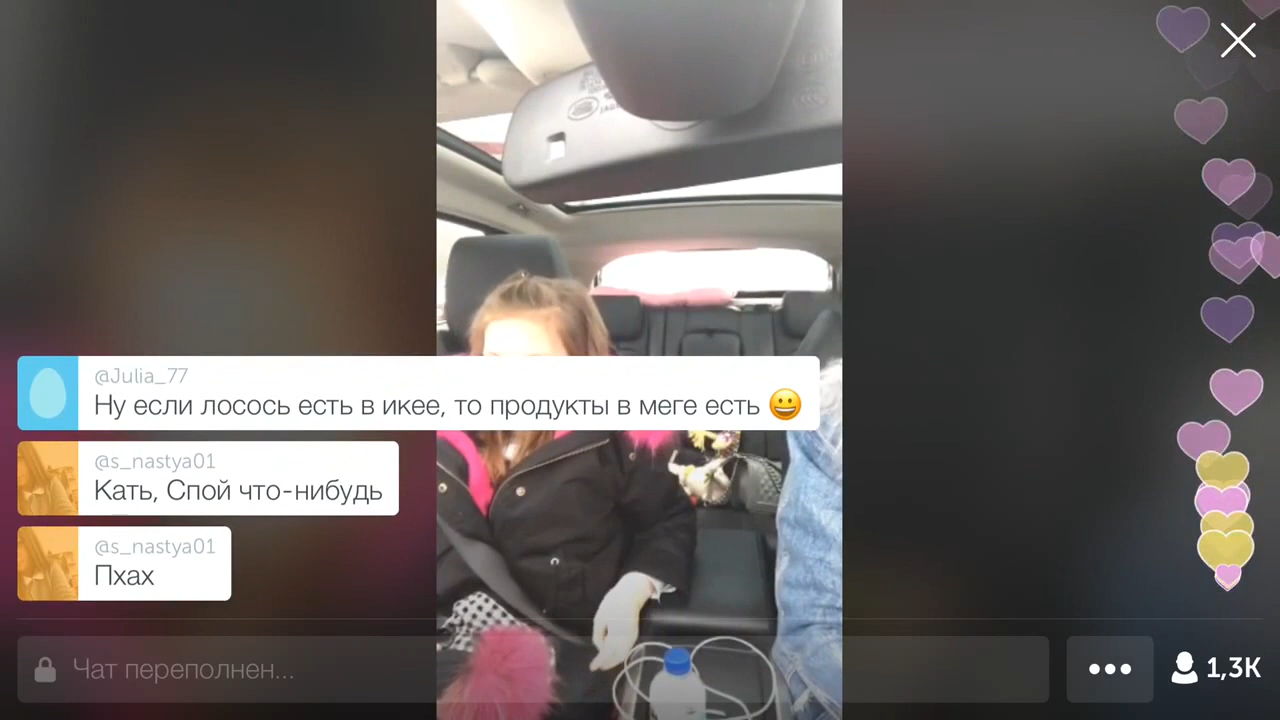 @Julia_77
Ну если лосось есть в икее, то продукты в меге есть 😀
@s_nastya01
Кать, Спой что-нибудь
@s_nastya01
Пхах
Чат переполнен...
1,3K